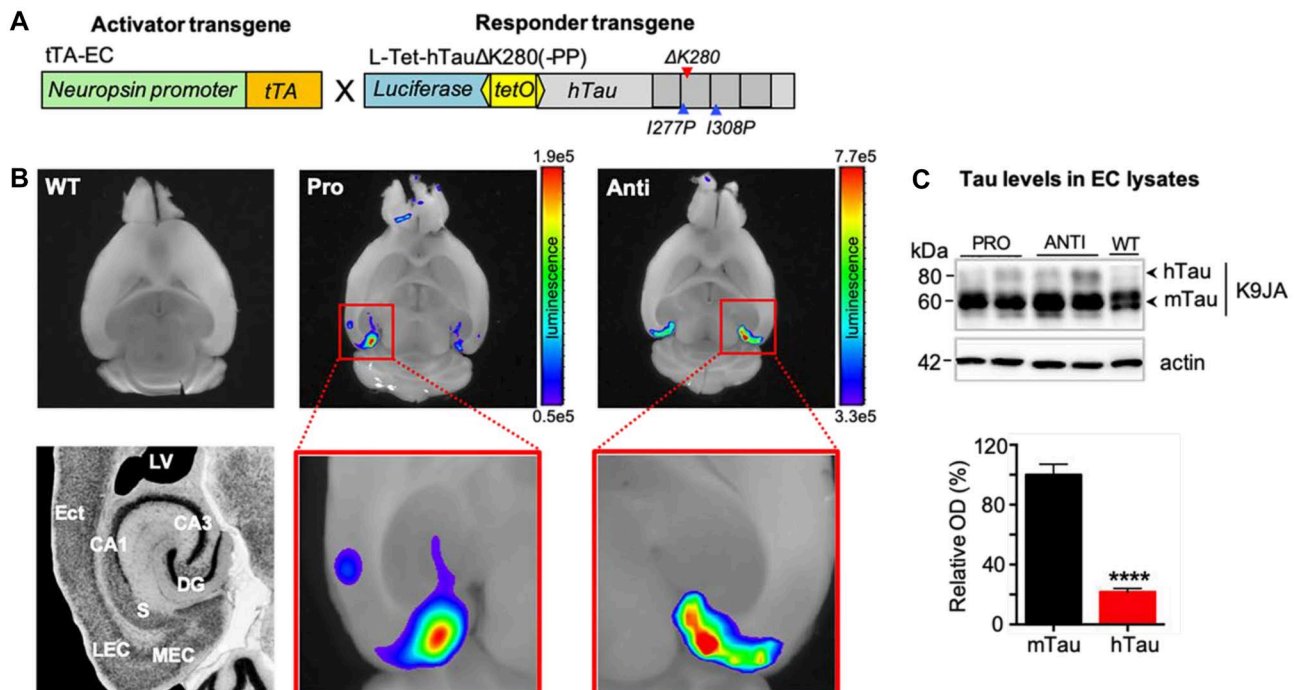 A
Activator transgene
Responder transgene
tTA-EC
L-Tet-hTauΔK280(-PP)
ΔK280
Neuropsin promoter
tTA
X
Luciferase
tetO
hTau
I277P
I308P
B
WT
Pro
1.9e5
luminescence
0.5e5
Anti
7.7e5
luminescence
3.3e5
LV
Ect
CA3
CA1
DG
S
LEC
MEC
C
Tau levels in EC lysates
kDa
PRO
ANTI
WT
80
hTau
60
mTau
K9JA
42
actin
Relative OD (%)
120
80
40
0
****
mTau
hTau